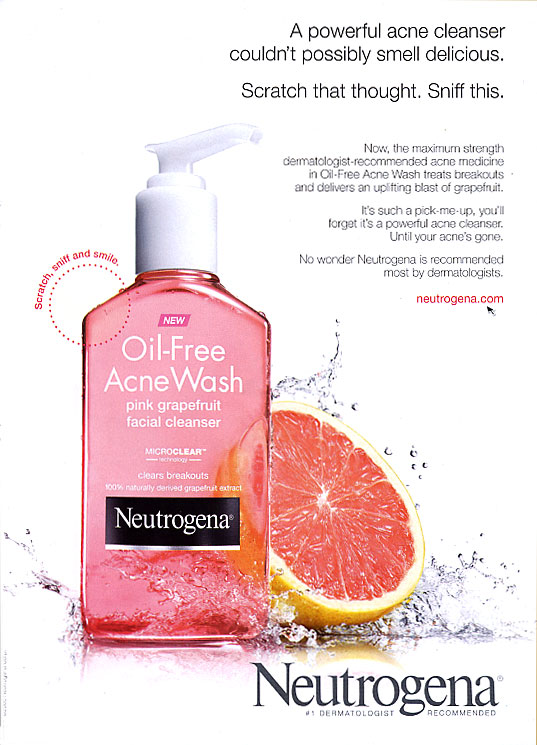 A powerful acne cleanser
couldn't possibly smell delicious.
Scratch that thought. Sniff this.
Now, the maximum strength
dermatologist-recommended acne medicine
in Oil-Free Acne Wash treats breakouts
and delivers an uplifting blast of grapefruit.
It's such a pick-me-up, you'll
forget it's a powerful acne cleanser.
Until your acne's gone.
No wonder Neutrogena is recommended
most by dermatologists.
neutrogena.com
Scratch, sniff and smile.
NEW
Oil-Free
Acne Wash
pink grapefruit
facial cleanser
MICROCLEAR™
technology
clears breakouts
100% naturally derived grapefruit extract
Neutrogena®
Neutrogena®
#1 DERMATOLOGIST RECOMMENDED